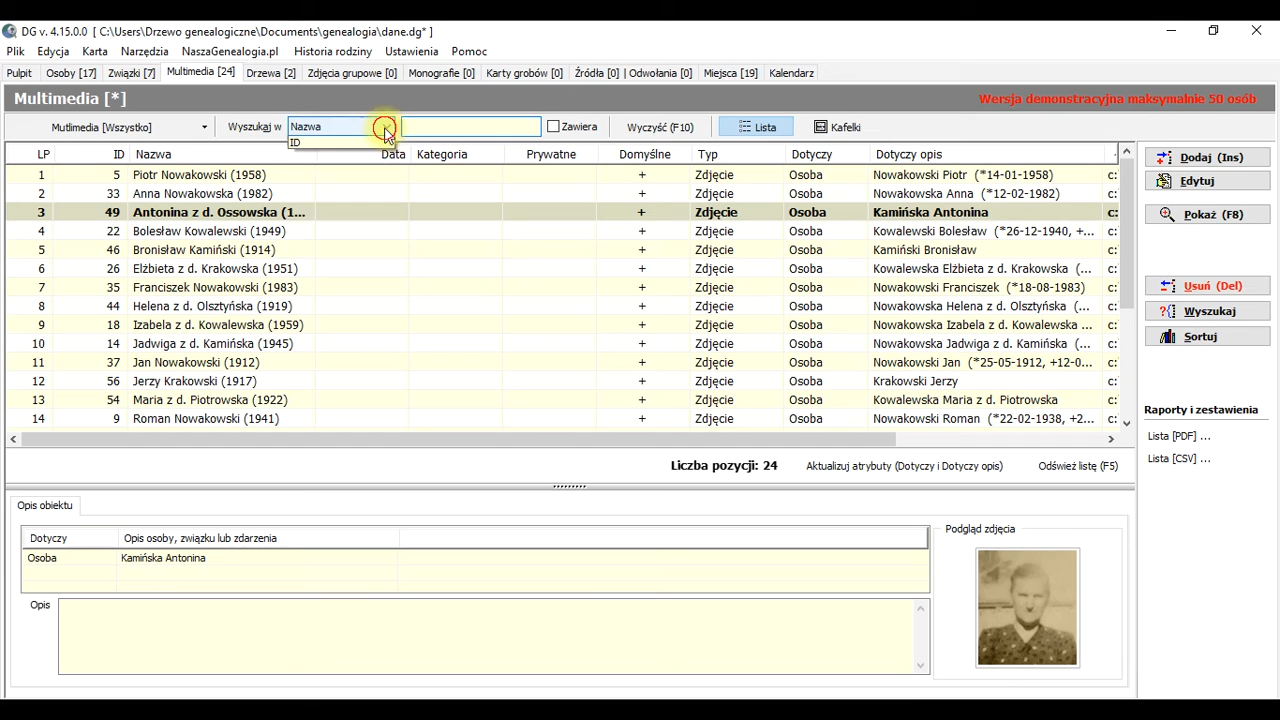 DG v. 4.15.0.0 [ C:\Users\Drzewo genealogiczne\Documents\genealogia\dane.dg* ]
Plik Edycja Karta Narzędzia NaszaGenealogia.pl Historia rodziny Ustawienia Pomoc
Pulpit Osoby [17] Związki [7] Multimedia [24] Drzewa [2] Zdjęcia grupowe [0] Monografie [0] Karty grobów [0] Źródła [0] | Odwołania [0] Miejsca [19] Kalendarz
Multimedia [*] Wersja demonstracyjna maksymalnie 50 osób
Mutlimedia [Wszystko] Wyszukaj w Nazwa Zawiera Wyczyść (F10) Lista Kafelki
ID
LP ID Nazwa Data Kategoria Prywatne Domyślne Typ Dotyczy Dotyczy opis
1 5 Piotr Nowakowski (1958) + Zdjęcie Osoba Nowakowski Piotr (*14-01-1958) c:
2 33 Anna Nowakowska (1982) + Zdjęcie Osoba Nowakowska Anna (*12-02-1982) c:
3 49 Antonina z d. Ossowska (1... + Zdjęcie Osoba Kamińska Antonina c:
4 22 Bolesław Kowalewski (1949) + Zdjęcie Osoba Kowalewski Bolesław (*26-12-1940, +... c:
5 46 Bronisław Kamiński (1914) + Zdjęcie Osoba Kamiński Bronisław c:
6 26 Elżbieta z d. Krakowska (1951) + Zdjęcie Osoba Kowalewska Elżbieta z d. Krakowska (... c:
7 35 Franciszek Nowakowski (1983) + Zdjęcie Osoba Nowakowski Franciszek (*18-08-1983) c:
8 44 Helena z d. Olsztyńska (1919) + Zdjęcie Osoba Nowakowska Helena z d. Olsztyńska (... c:
9 18 Izabela z d. Kowalewska (1959) + Zdjęcie Osoba Nowakowska Izabela z d. Kowalewska ... c:
10 14 Jadwiga z d. Kamińska (1945) + Zdjęcie Osoba Nowakowska Jadwiga z d. Kamińska (... c:
11 37 Jan Nowakowski (1912) + Zdjęcie Osoba Nowakowski Jan (*25-05-1912, +12-0... c:
12 56 Jerzy Krakowski (1917) + Zdjęcie Osoba Krakowski Jerzy c:
13 54 Maria z d. Piotrowska (1922) + Zdjęcie Osoba Kowalewska Maria z d. Piotrowska c:
14 9 Roman Nowakowski (1941) + Zdjęcie Osoba Nowakowski Roman (*22-02-1938, +2... c:
Liczba pozycji: 24 Aktualizuj atrybuty (Dotyczy i Dotyczy opis) Odśwież listę (F5)
Dodaj (Ins)
Edytuj
Pokaż (F8)
Usuń (Del)
Wyszukaj
Sortuj
Raporty i zestawienia
Lista [PDF] ...
Lista [CSV] ...
Opis obiektu
Dotyczy Opis osoby, związku lub zdarzenia
Osoba Kamińska Antonina
Opis
Podgląd zdjęcia